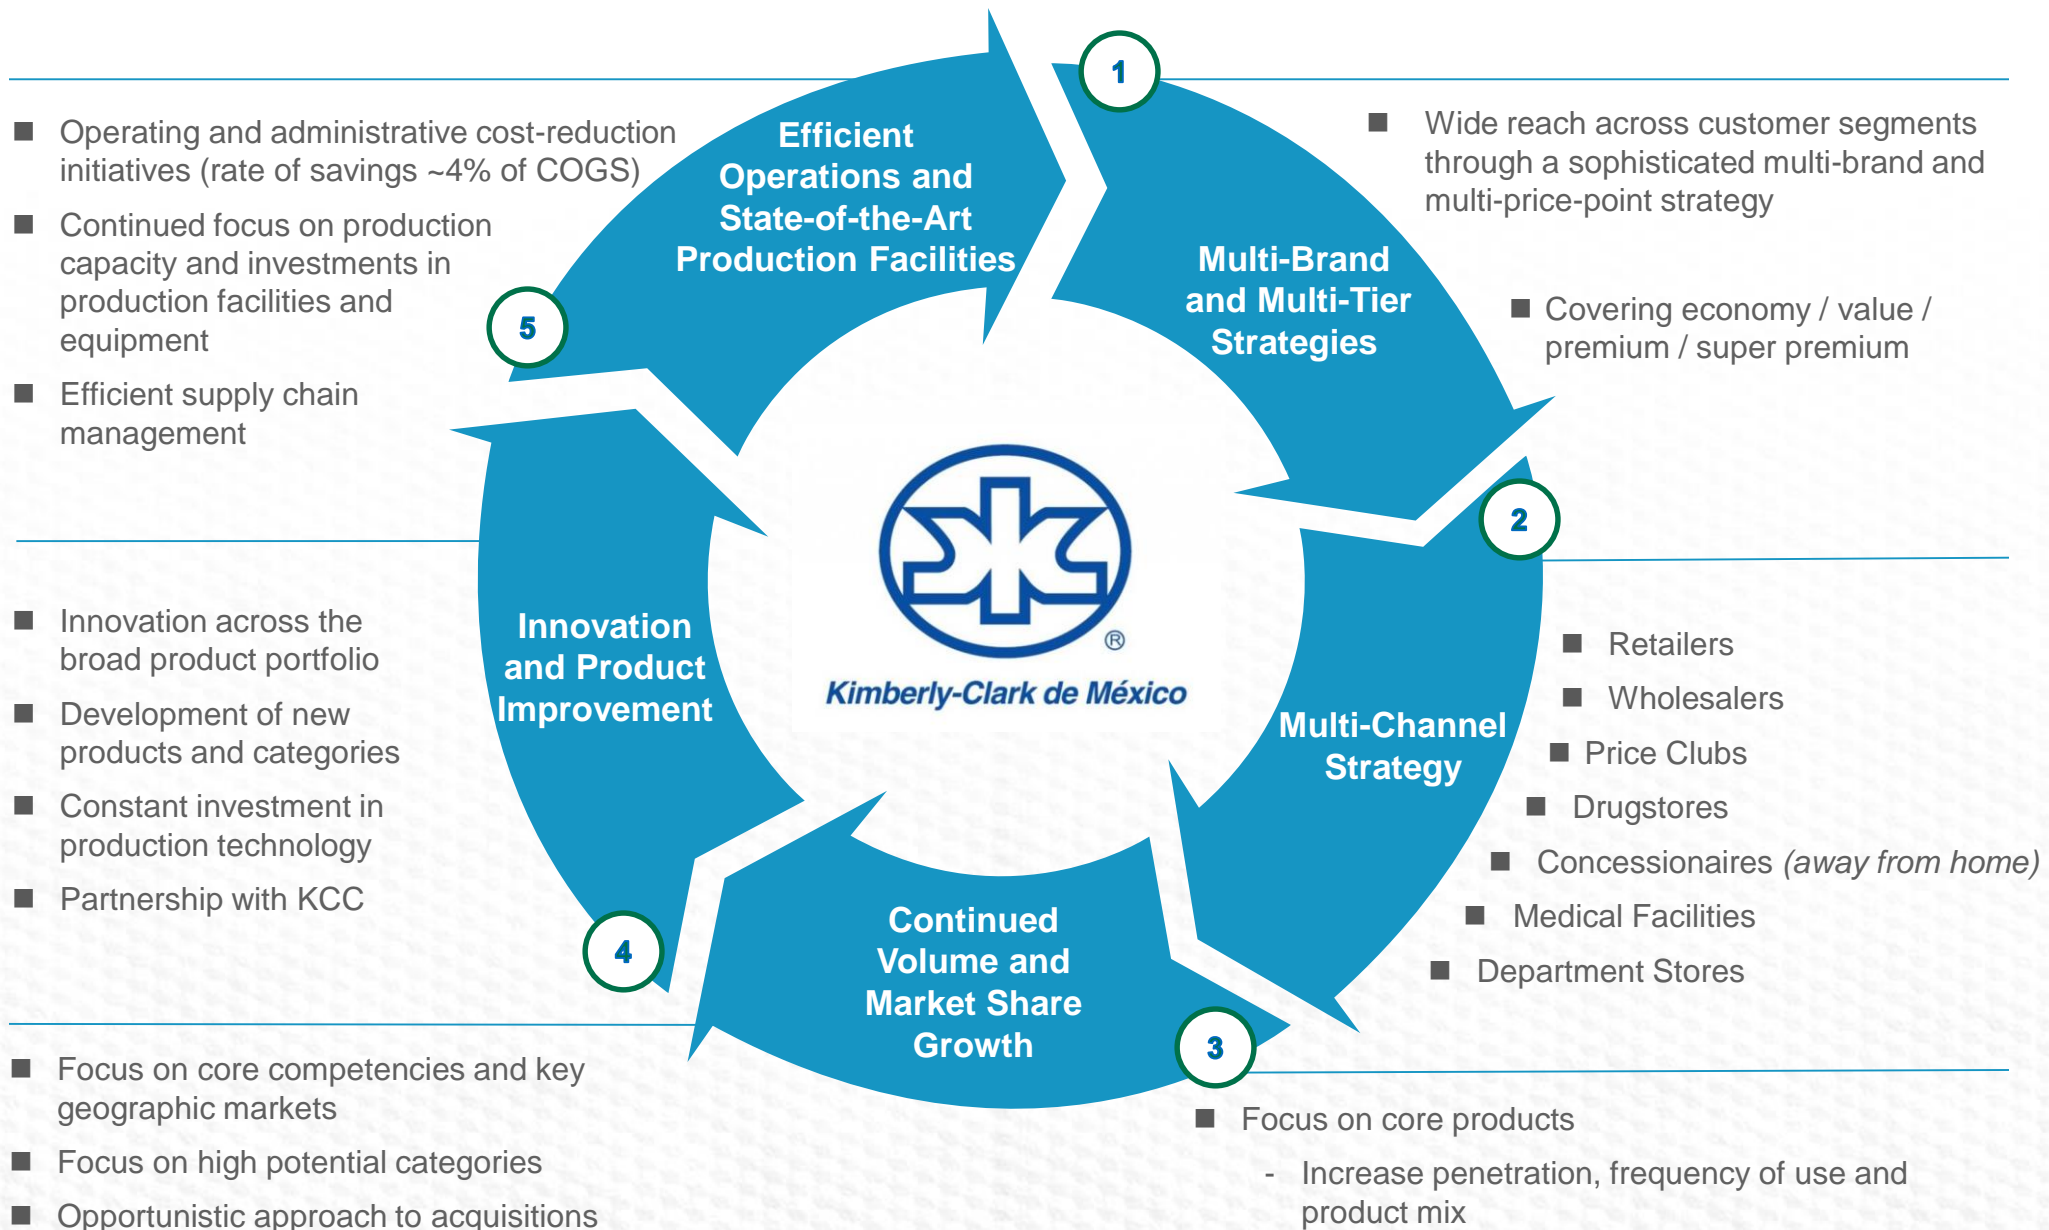 1
Efficient
Operations and
State-of-the-Art
Production Facilities
■ Operating and administrative cost-reduction
initiatives (rate of savings ~4% of COGS)
■ Continued focus on production
capacity and investments in
production facilities and
equipment
■ Efficient supply chain
management
5
Multi-Brand
and Multi-Tier
Strategies
■ Wide reach across customer segments
through a sophisticated multi-brand and
multi-price-point strategy
■ Covering economy / value /
premium / super premium
2
Multi-Channel
Strategy
■ Retailers
■ Wholesalers
■ Price Clubs
■ Drugstores
■ Concessionaires (away from home)
■ Medical Facilities
■ Department Stores
®
Kimberly-Clark de México
Innovation
and Product
Improvement
■ Innovation across the
broad product portfolio
■ Development of new
products and categories
■ Constant investment in
production technology
■ Partnership with KCC
4
Continued
Volume and
Market Share
Growth
3
■ Focus on core competencies and key
geographic markets
■ Focus on high potential categories
■ Opportunistic approach to acquisitions
■ Focus on core products
- Increase penetration, frequency of use and
product mix